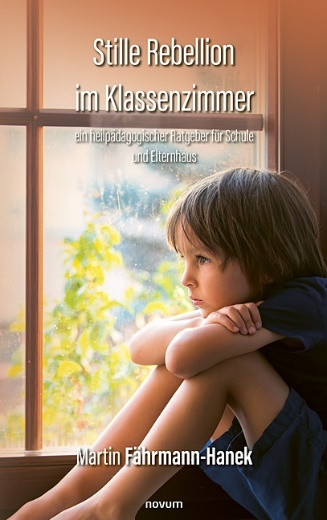 Stille Rebellion
im Klassenzimmer
ein heilpädagogischer Ratgeber für Schule
und Elternhaus
Martin Fährmann-Hanek
novum